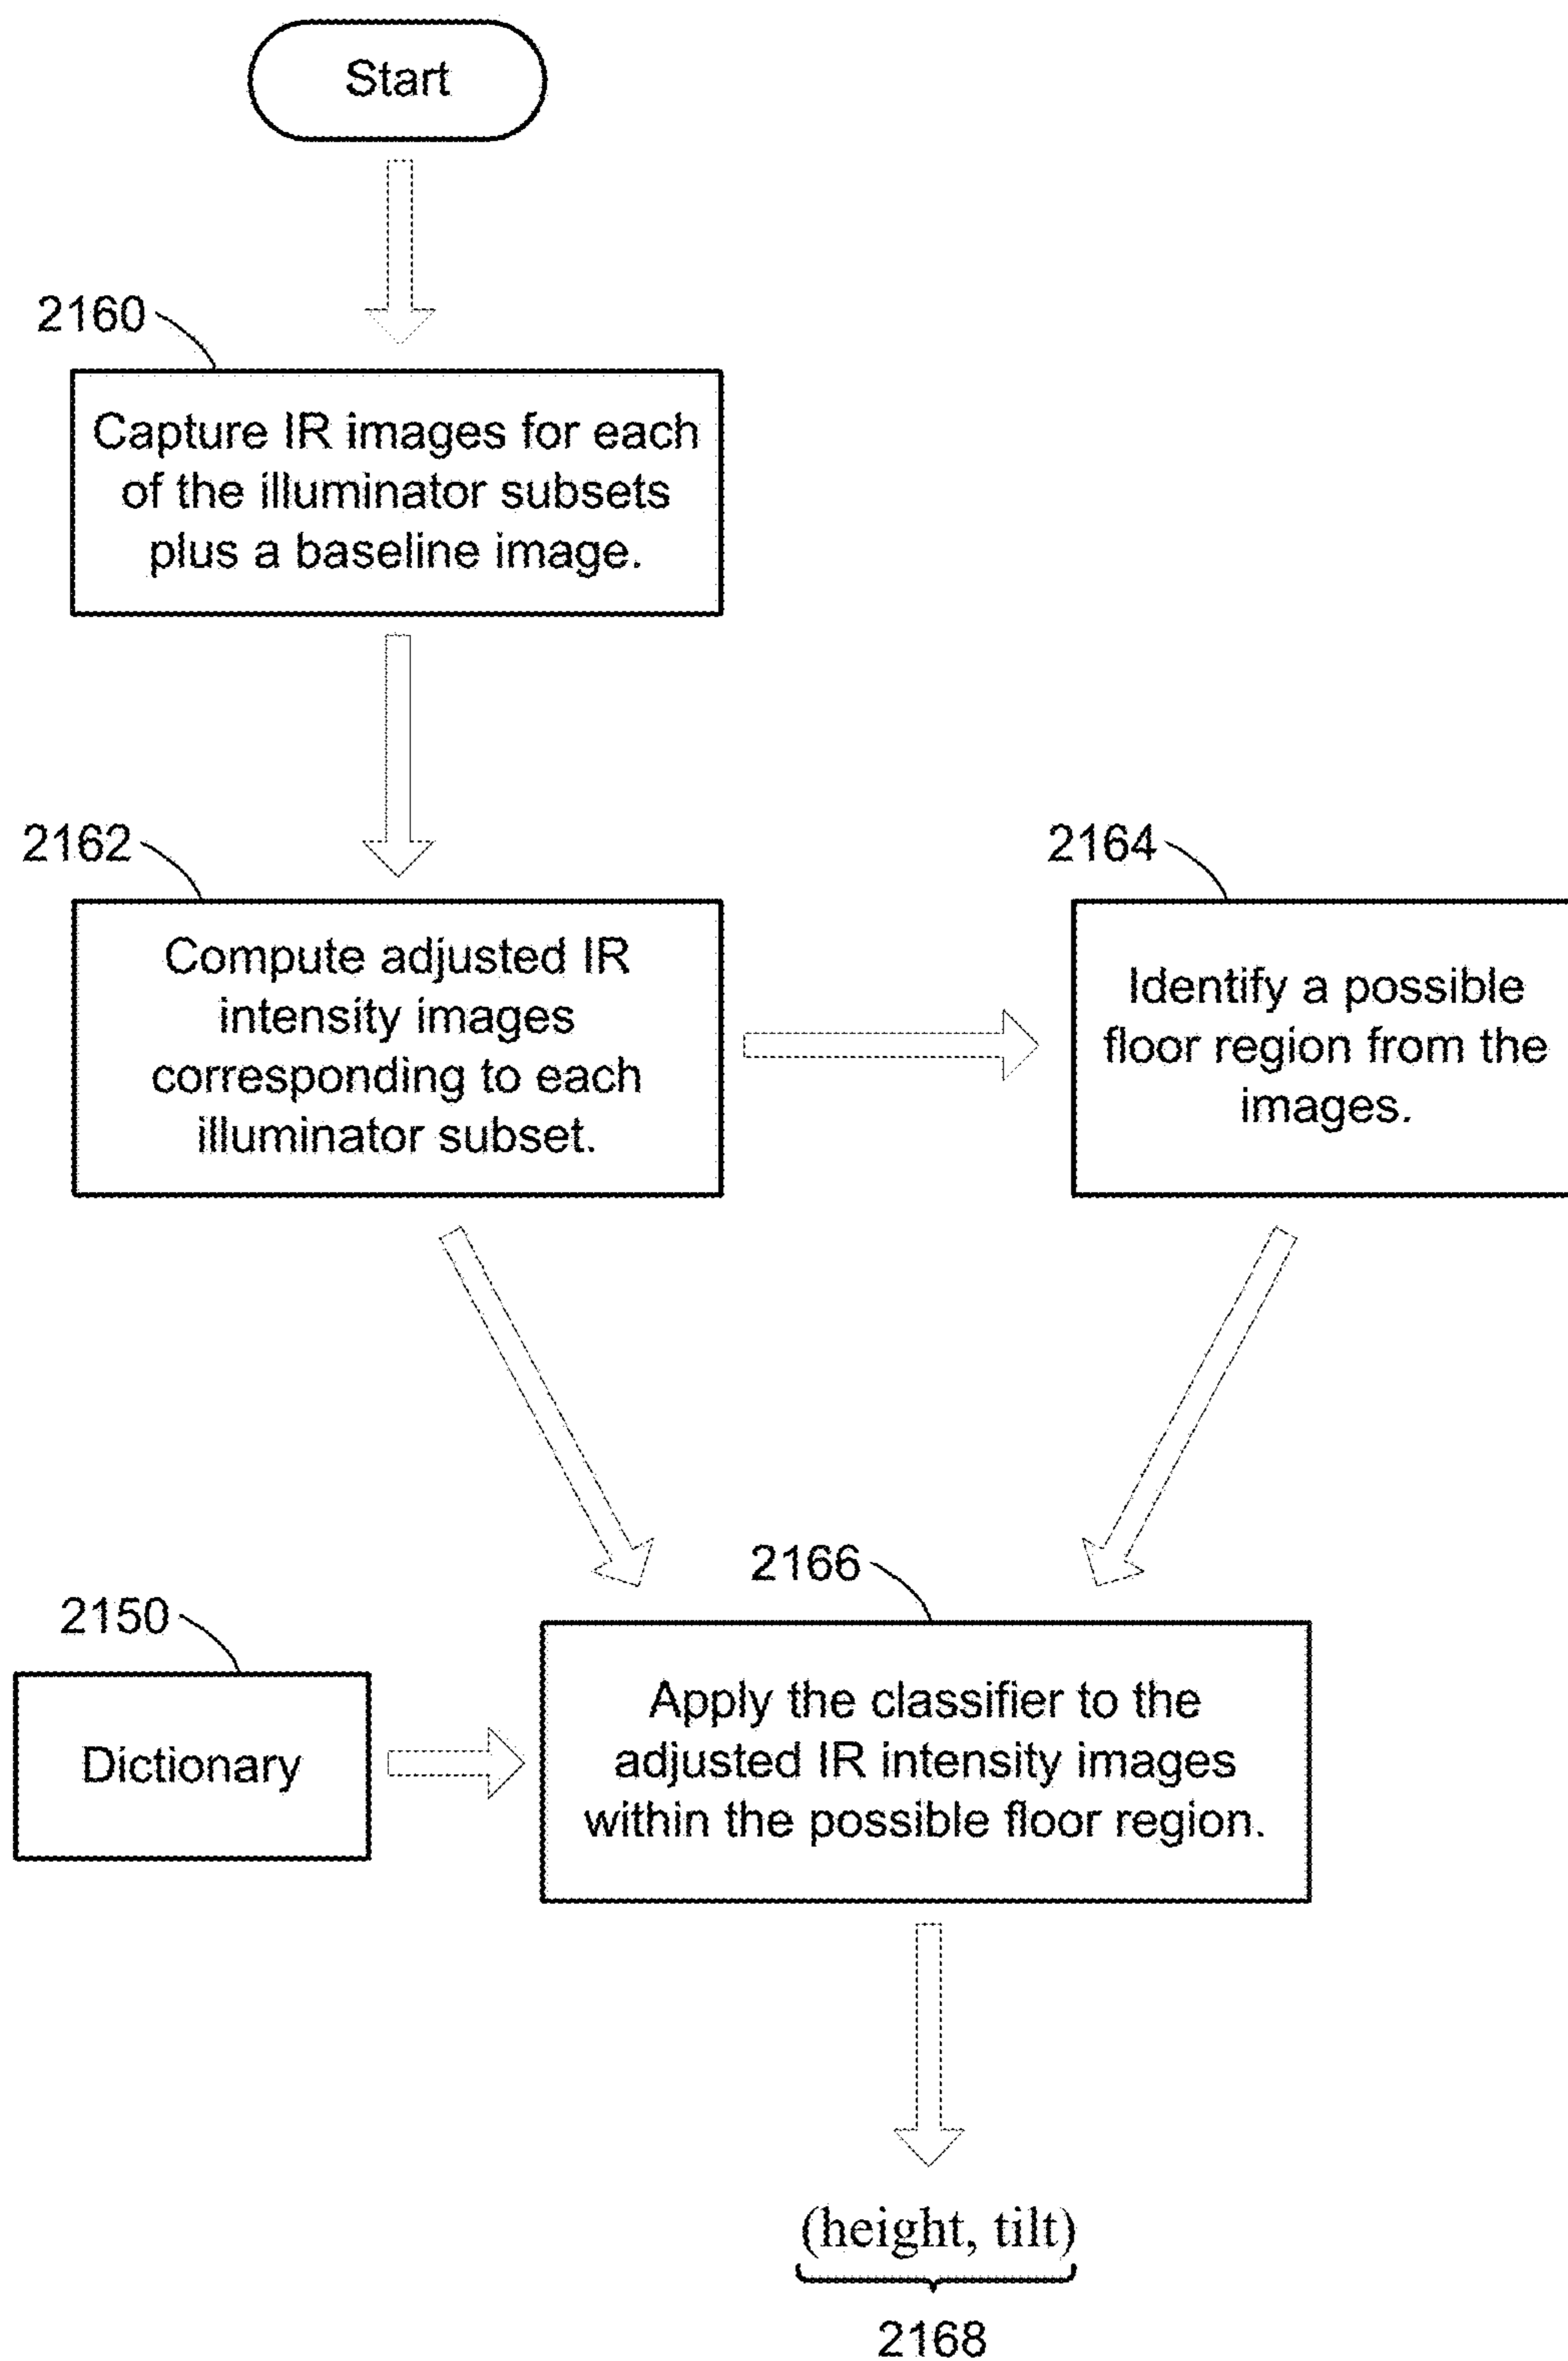 Start
2160
Capture IR images for each
of the illuminator subsets
plus a baseline image.
2162
Compute adjusted IR
intensity images
corresponding to each
illuminator subset.
2164
Identify a possible
floor region from the
images.
2150
Dictionary
2166
Apply the classifier to the
adjusted IR intensity images
within the possible floor region.
(height, tilt)
2168